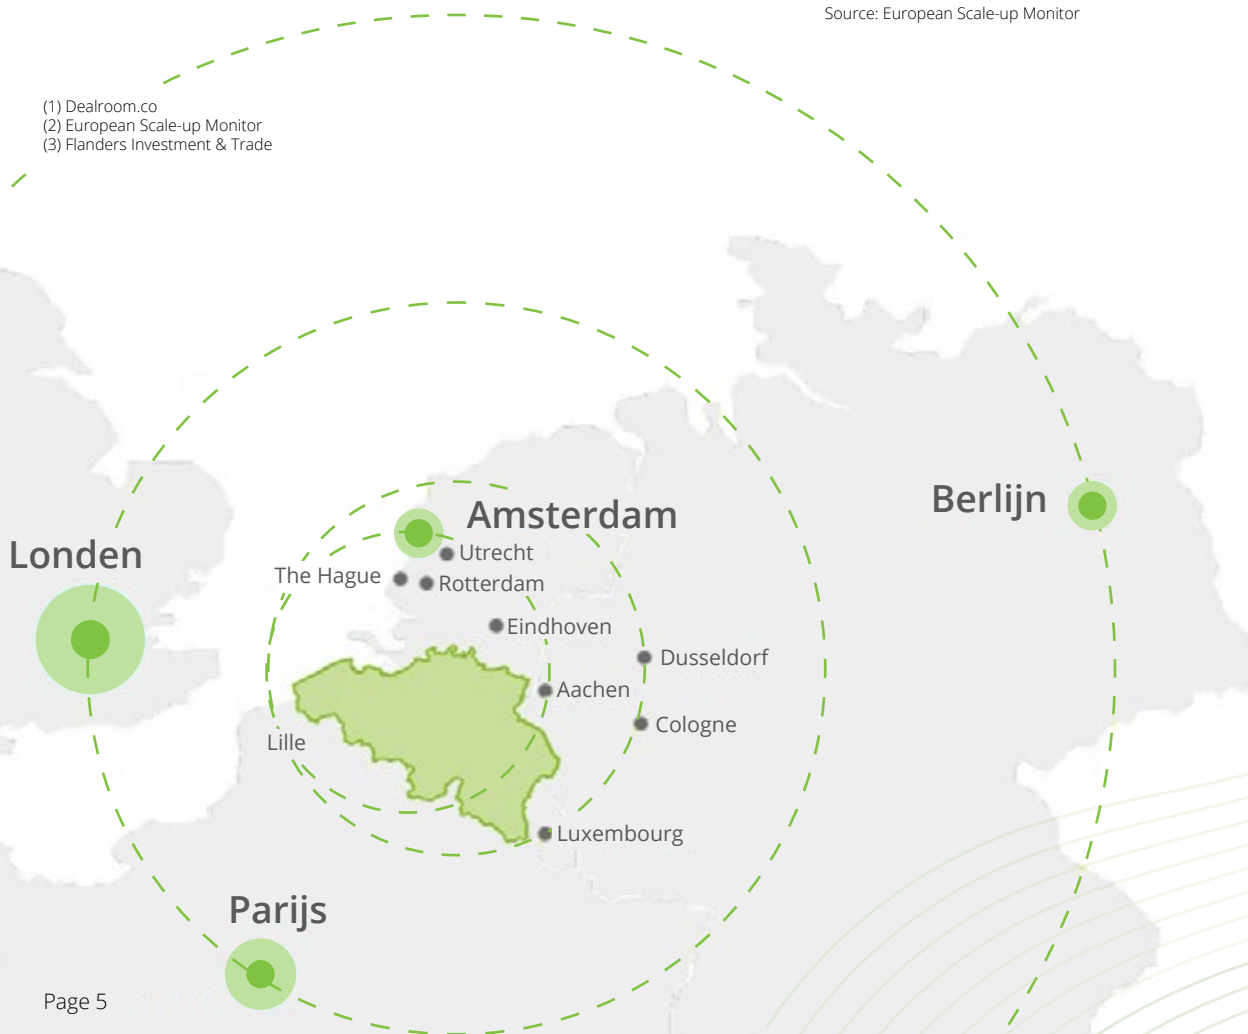 Source: European Scale-up Monitor
(1) Dealroom.co
(2) European Scale-up Monitor
(3) Flanders Investment & Trade
Berlijn
Amsterdam
Londen
Utrecht
The Hague
Rotterdam
Eindhoven
Dusseldorf
Aachen
Cologne
Lille
Luxembourg
Parijs
Page 5